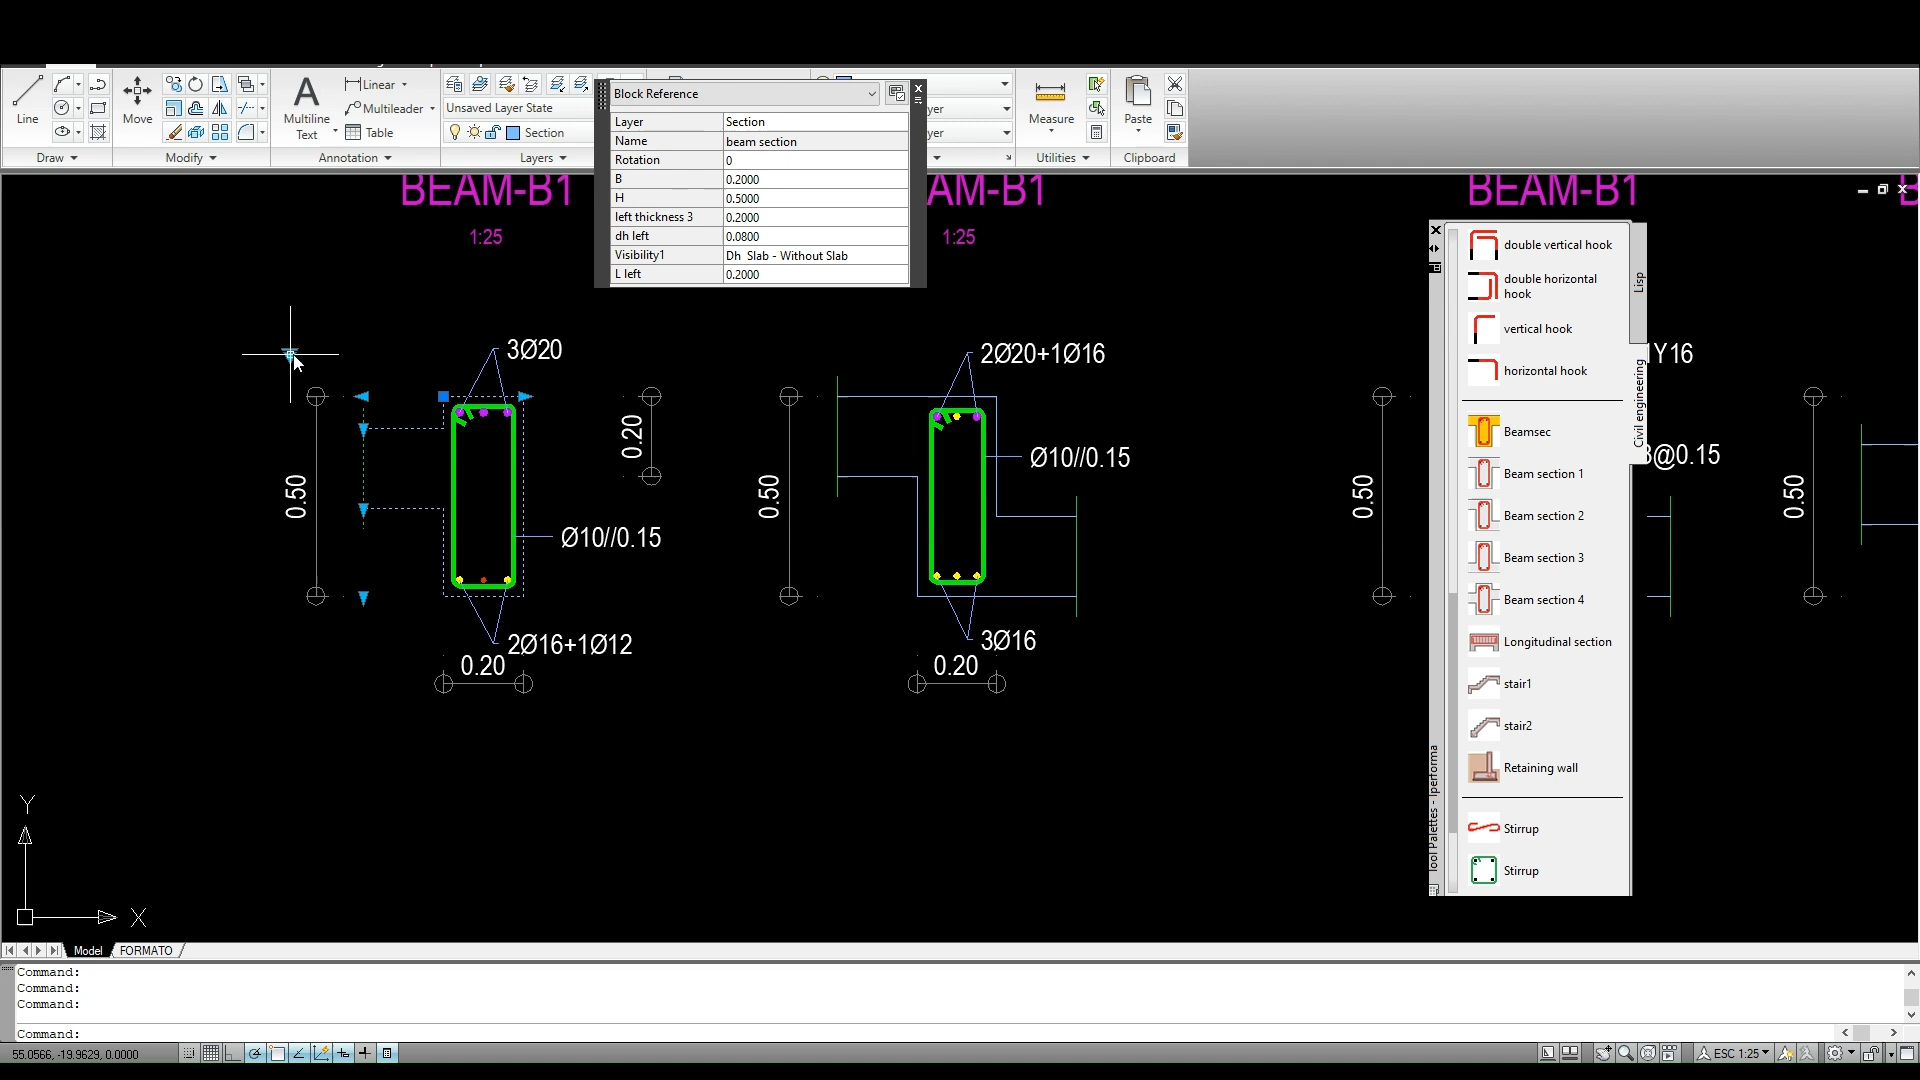 Line
Move
Multiline
Text
Linear
Multileader
Table
Unsaved Layer State
Section
Measure
Paste
Draw
Modify
Annotation
Layers
Utilities
Clipboard
Block Reference
Layer Section
Name beam section
Rotation 0
B 0.2000
H 0.5000
left thickness 3 0.2000
dh left 0.0800
Visibility1 Dh Slab - Without Slab
L left 0.2000
yer
yer
BEAM-B1
1:25
AM-B1
1:25
BEAM-B1
3Ø20
0.50
0.20
Ø10//0.15
2Ø16+1Ø12
0.20
2Ø20+1Ø16
0.50
Ø10//0.15
3Ø16
0.20
0.50
1Y16
@0.15
0.50
double vertical hook
double horizontal
hook
vertical hook
horizontal hook
Beamsec
Beam section 1
Beam section 2
Beam section 3
Beam section 4
Longitudinal section
stair1
stair2
Retaining wall
Stirrup
Stirrup
Lisp
Civil engineering
Tool Palettes - Iperforma
Y
X
Model
FORMATO
Command:
Command:
Command:
Command:
55.0566, -19.9629, 0.0000
ESC 1:25